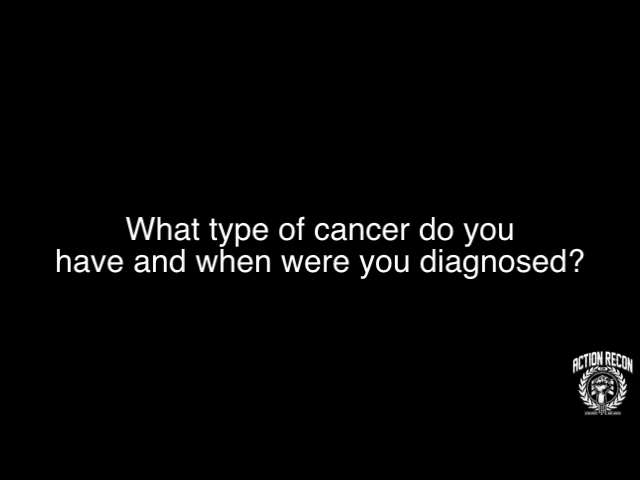 What type of cancer do you
have and when were you diagnosed?
ACTION RECON